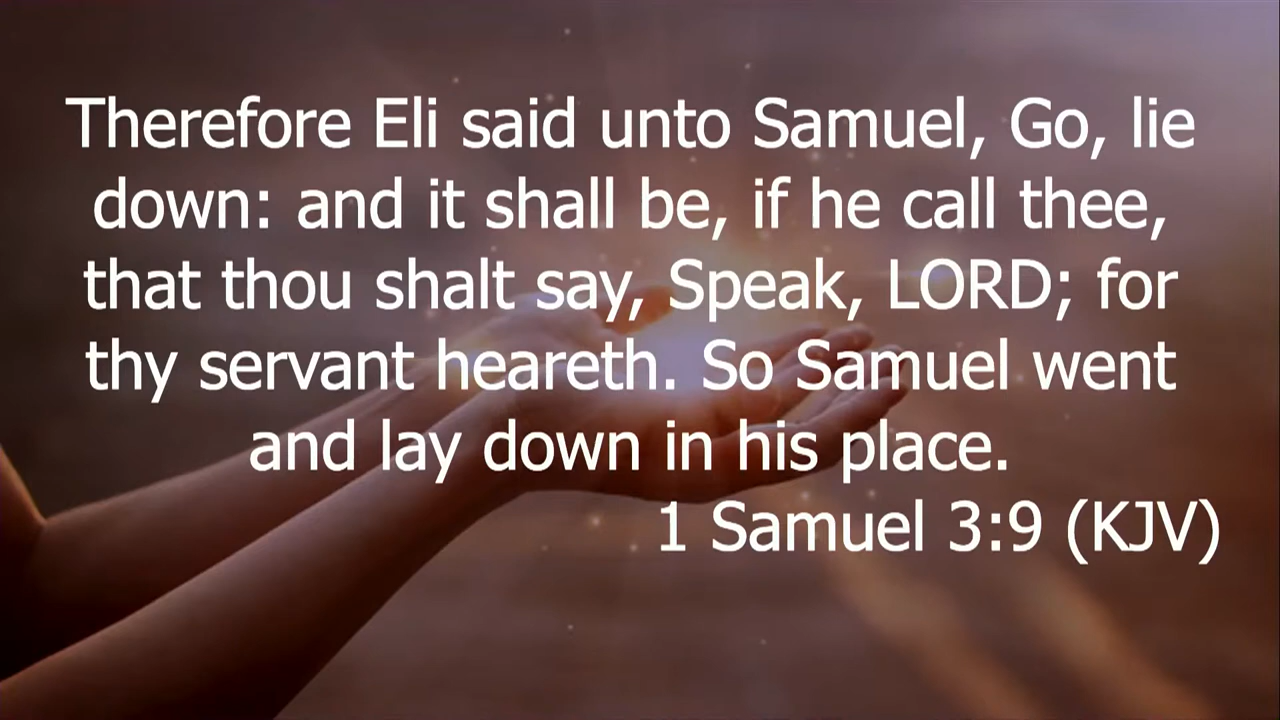 Therefore Eli said unto Samuel, Go, lie
down: and it shall be, if he call thee,
that thou shalt say, Speak, LORD; for
thy servant heareth. So Samuel went
and lay down in his place.
1 Samuel 3:9 (KJV)